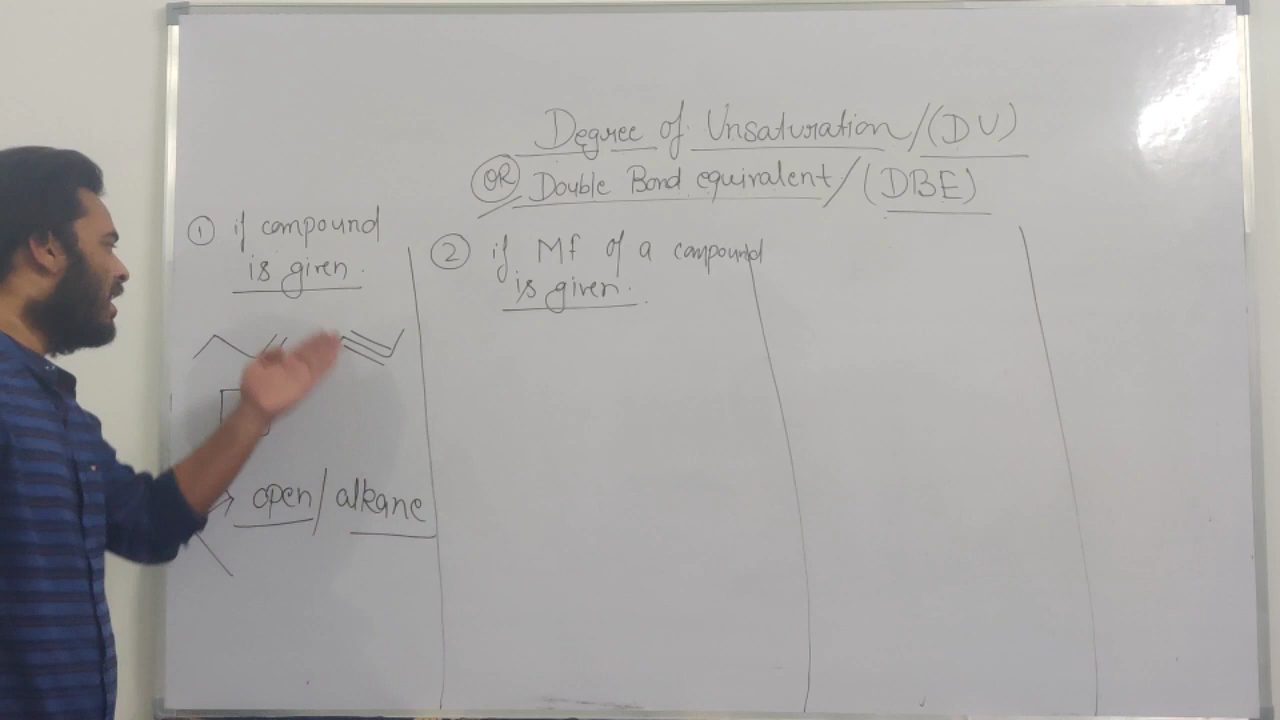 Degree of Unsaturation/(DU)
OR Double Bond equivalent/(DBE)
① if compound
is given.
② if Mf of a compound
is given.
open/alkane